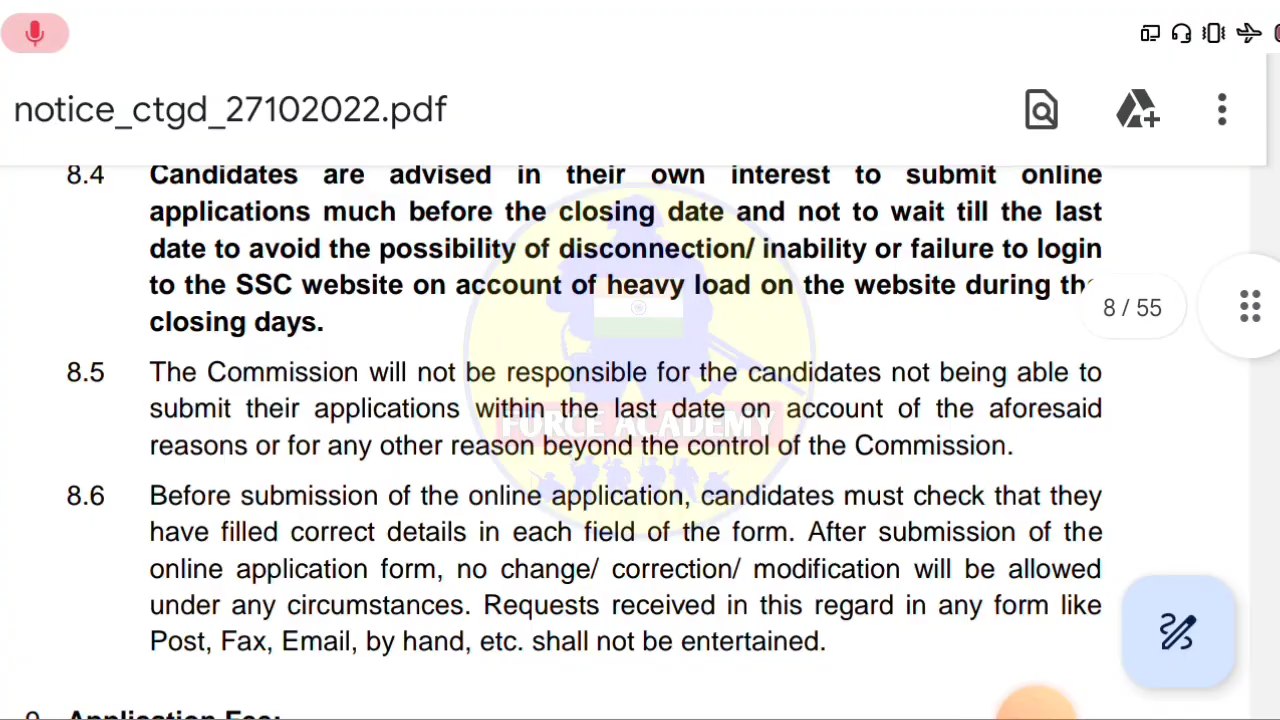 notice_ctgd_27102022.pdf
8.4 Candidates are advised in their own interest to submit online
applications much before the closing date and not to wait till the last
date to avoid the possibility of disconnection/ inability or failure to login
to the SSC website on account of heavy load on the website during the
closing days.
8 / 55
8.5 The Commission will not be responsible for the candidates not being able to
submit their applications within the last date on account of the aforesaid
reasons or for any other reason beyond the control of the Commission.
FORCE ACADEMY
8.6 Before submission of the online application, candidates must check that they
have filled correct details in each field of the form. After submission of the
online application form, no change/ correction/ modification will be allowed
under any circumstances. Requests received in this regard in any form like
Post, Fax, Email, by hand, etc. shall not be entertained.
9 Application Fee: